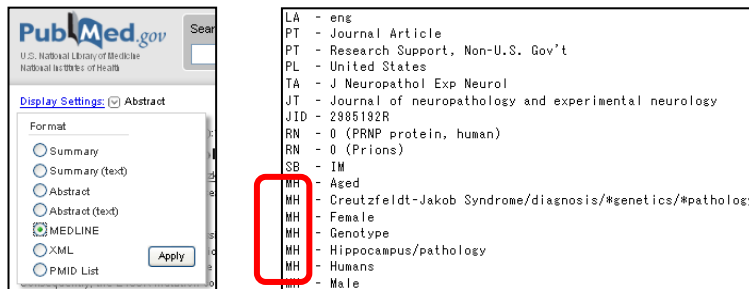 PubMed.gov
Sear
U.S. National Library of Medicine
National Institutes of Health
Display Settings: Abstract
Format
Summary
Summary (text)
Abstract
Abstract (text)
MEDLINE
XML
PMID List
Apply
LA - eng
PT - Journal Article
PT - Research Support, Non-U.S. Gov't
PL - United States
TA - J Neuropathol Exp Neurol
JT - Journal of neuropathology and experimental neurology
JID - 2985192R
RN - 0 (PRNP protein, human)
RN - 0 (Prions)
SB - IM
MH - Aged
MH - Creutzfeldt-Jakob Syndrome/diagnosis/*genetics/*pathology
MH - Female
MH - Genotype
MH - Hippocampus/pathology
MH - Humans
MH - Male